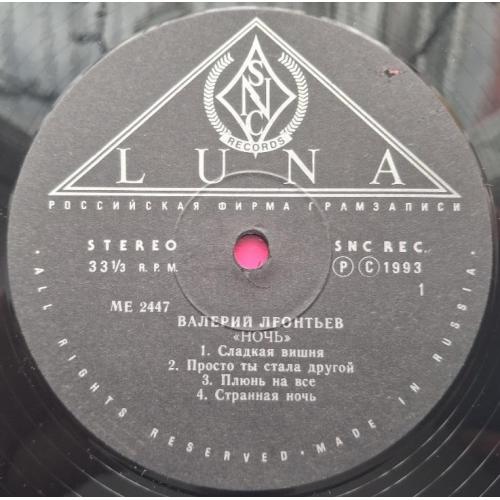 SNC
RECORDS
LUNA
РОССИЙСКАЯ ФИРМА ГРАМЗАПИСИ
STEREO
33⅓ R.P.M.
SNC REC.
Ⓟ Ⓒ 1993
1
ME 2447
ВАЛЕРИЙ ЛЕОНТЬЕВ
«НОЧЬ»
1. Сладкая вишня
2. Просто ты стала другой
3. Плюнь на все
4. Странная ночь
· ALL RIGHTS RESERVED · MADE IN RUSSIA ·